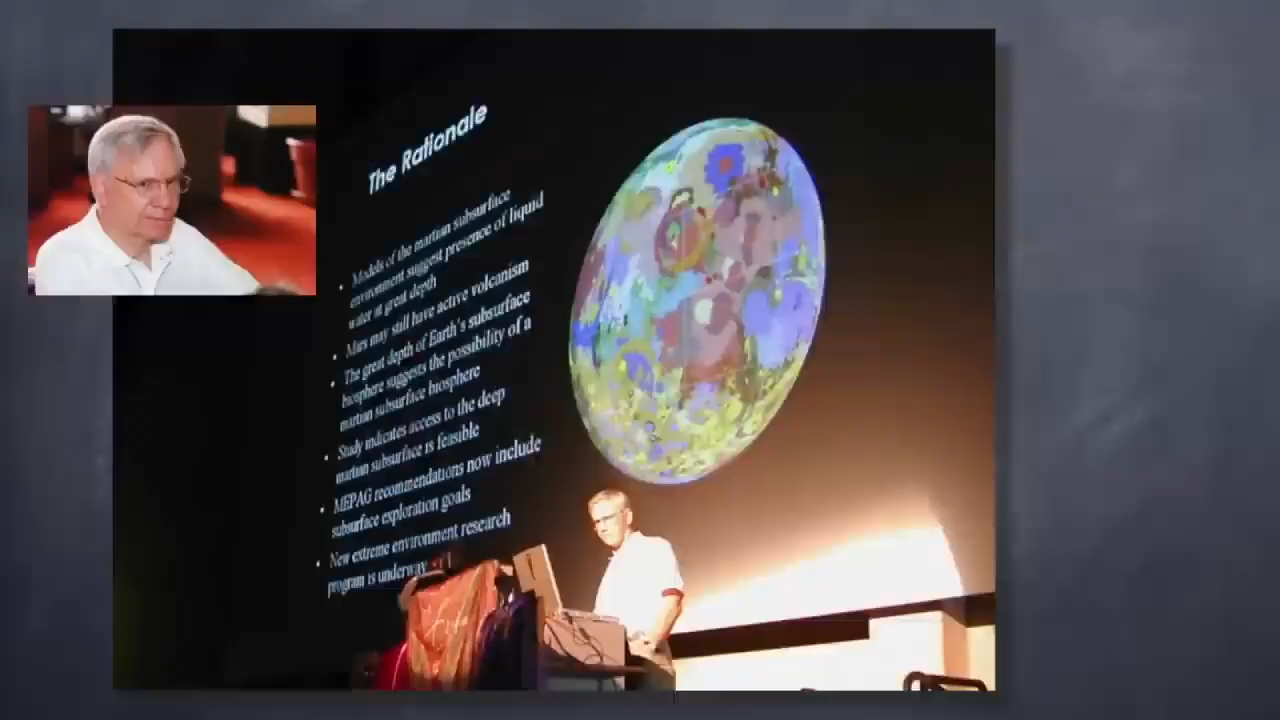 The Rationale
• Models of the martian subsurface
environment suggest presence of liquid
water at great depth
• Mars may still have active volcanism
• The great depth of Earth's subsurface
biosphere suggests the possibility of a
martian subsurface biosphere
• Study indicates access to the deep
martian subsurface is feasible
• MEPAG recommendations now include
subsurface exploration goals
• New extreme environment research
program is underway